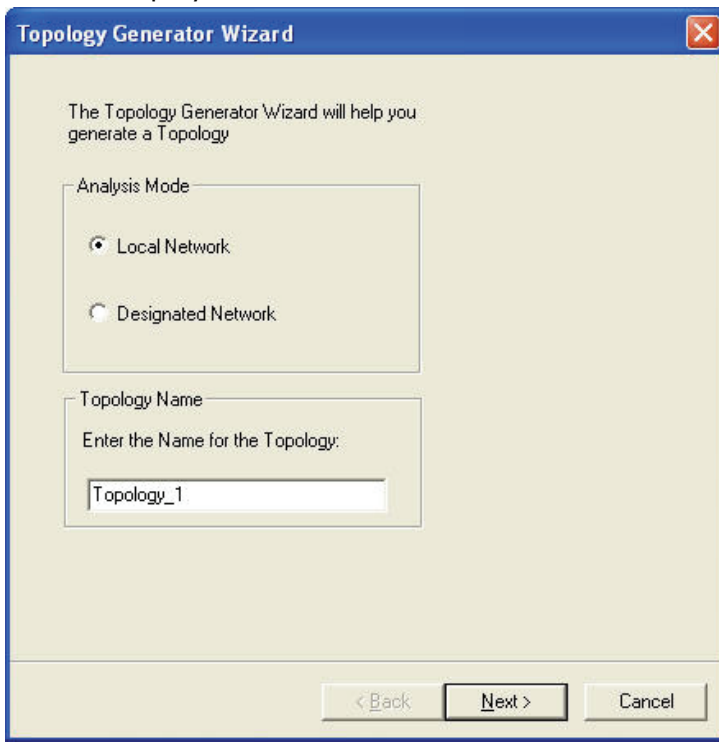 Topology Generator Wizard
The Topology Generator Wizard will help you
generate a Topology
Analysis Mode
Local Network
Designated Network
Topology Name
Enter the Name for the Topology:
Topology_1
< Back Next > Cancel